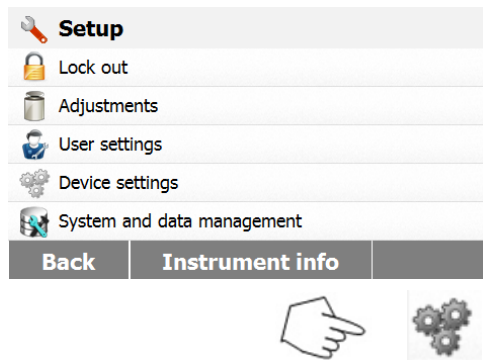 Setup
Lock out
Adjustments
User settings
Device settings
System and data management
Back Instrument info